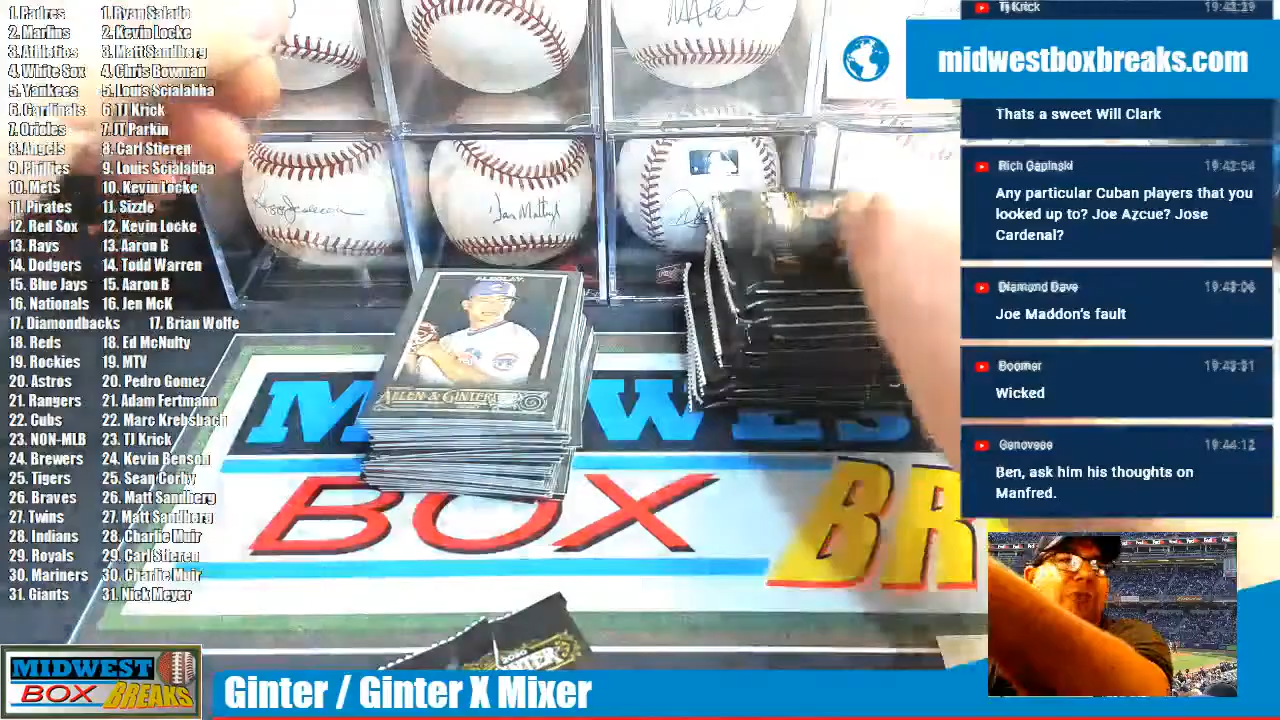 1. Padres 1. Ryan Salado
2. Marlins 2. Kevin Locke
3. Athletics 3. Matt Sandberg
4. White Sox 4. Chris Bowman
5. Yankees 5. Louis Scialabba
6. Cardinals 6 TJ Krick
7. Orioles 7. JT Parkin
8. Angels 8. Carl Stieren
9. Phillies 9. Louis Scialabba
10. Mets 10. Kevin Locke
11. Pirates 11. Sizzle
12. Red Sox 12. Kevin Locke
13. Rays 13. Aaron B
14. Dodgers 14. Todd Warren
15. Blue Jays 15. Aaron B
16. Nationals 16. Jen McK
17. Diamondbacks 17. Brian Wolfe
18. Reds 18. Ed McNulty
19. Rockies 19. MTV
20. Astros 20. Pedro Gomez
21. Rangers 21. Adam Fertmann
22. Cubs 22. Marc Krebsbach
23. NON-MLB 23. TJ Krick
24. Brewers 24. Kevin Benson
25. Tigers 25. Sean Corby
26. Braves 26. Matt Sandberg
27. Twins 27. Matt Sandberg
28. Indians 28. Charlie Muir
29. Royals 29. Carl Stieren
30. Mariners 30. Charlie Muir
31. Giants 31. Nick Meyer
Tj Krick 19:42:29
midwestboxbreaks.com
Thats a sweet Will Clark
Rich Gapinski 19:42:54
Any particular Cuban players that you
looked up to? Joe Azcue? Jose
Cardenal?
Diamond Dave 19:43:06
Joe Maddon's fault
Boomer 19:43:31
Wicked
Genovese 19:44:12
Ben, ask him his thoughts on
Manfred.
Don Mattingly
ALZOLAY
ALLEN & GINTER
BOX
BR
2020
MIDWEST
BOX BREAKS
Ginter / Ginter X Mixer